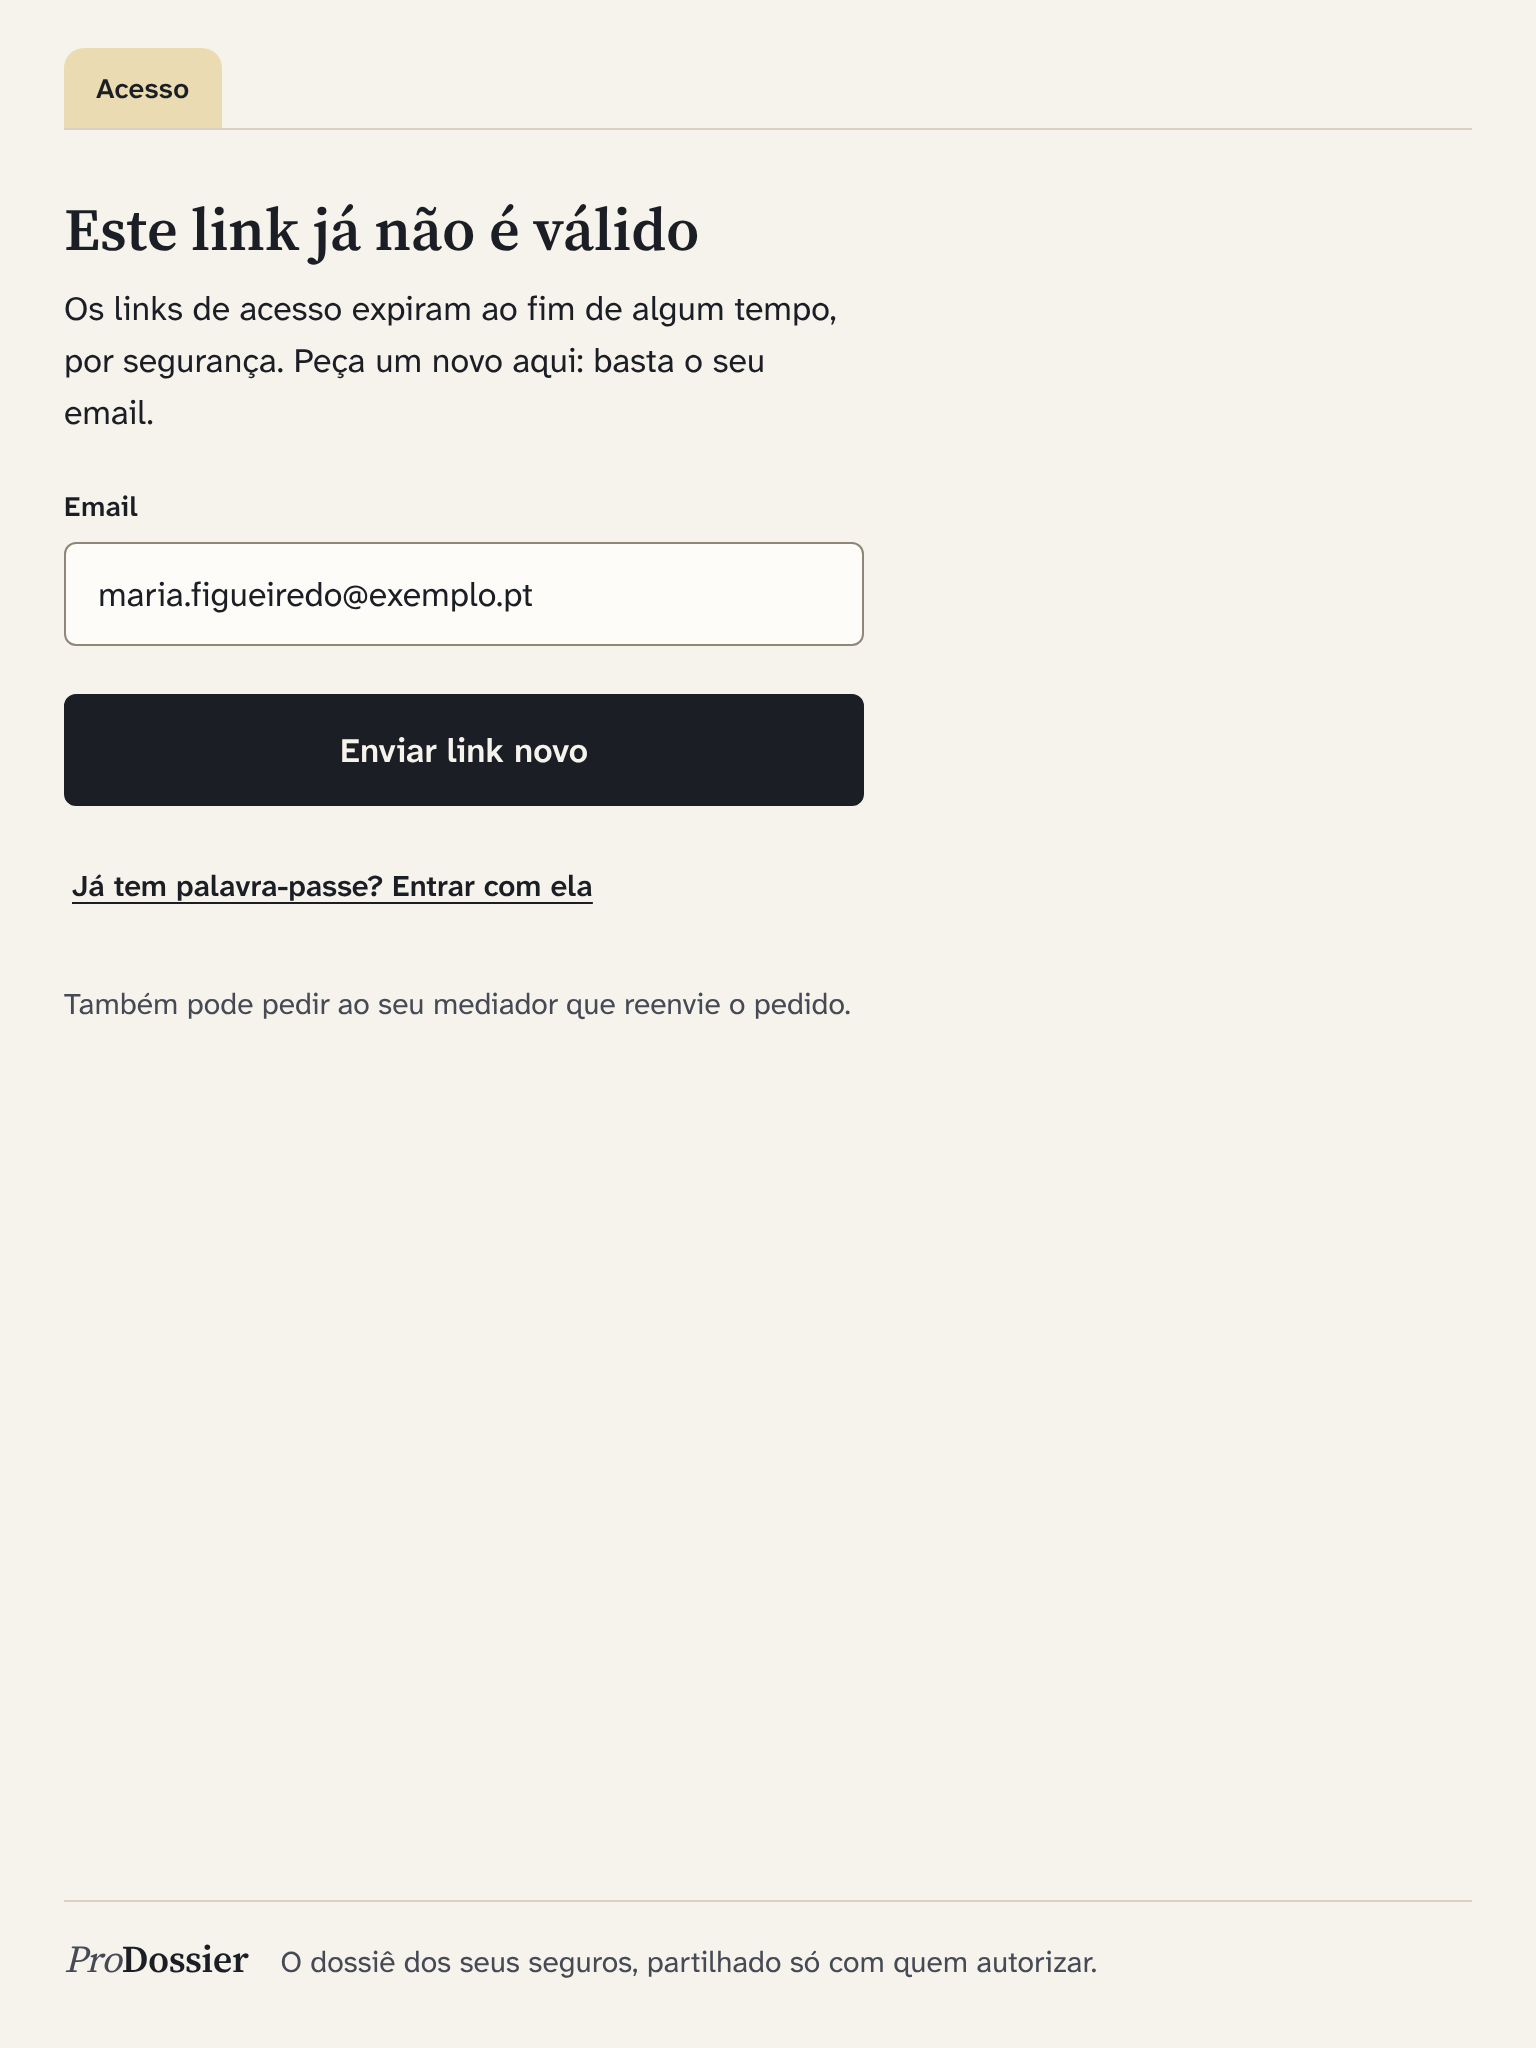 Acesso
Este link já não é válido
Os links de acesso expiram ao fim de algum tempo,
por segurança. Peça um novo aqui: basta o seu
email.
Email
maria.figueiredo@exemplo.pt
Enviar link novo
Já tem palavra-passe? Entrar com ela
Também pode pedir ao seu mediador que reenvie o pedido.
ProDossier O dossiê dos seus seguros, partilhado só com quem autorizar.